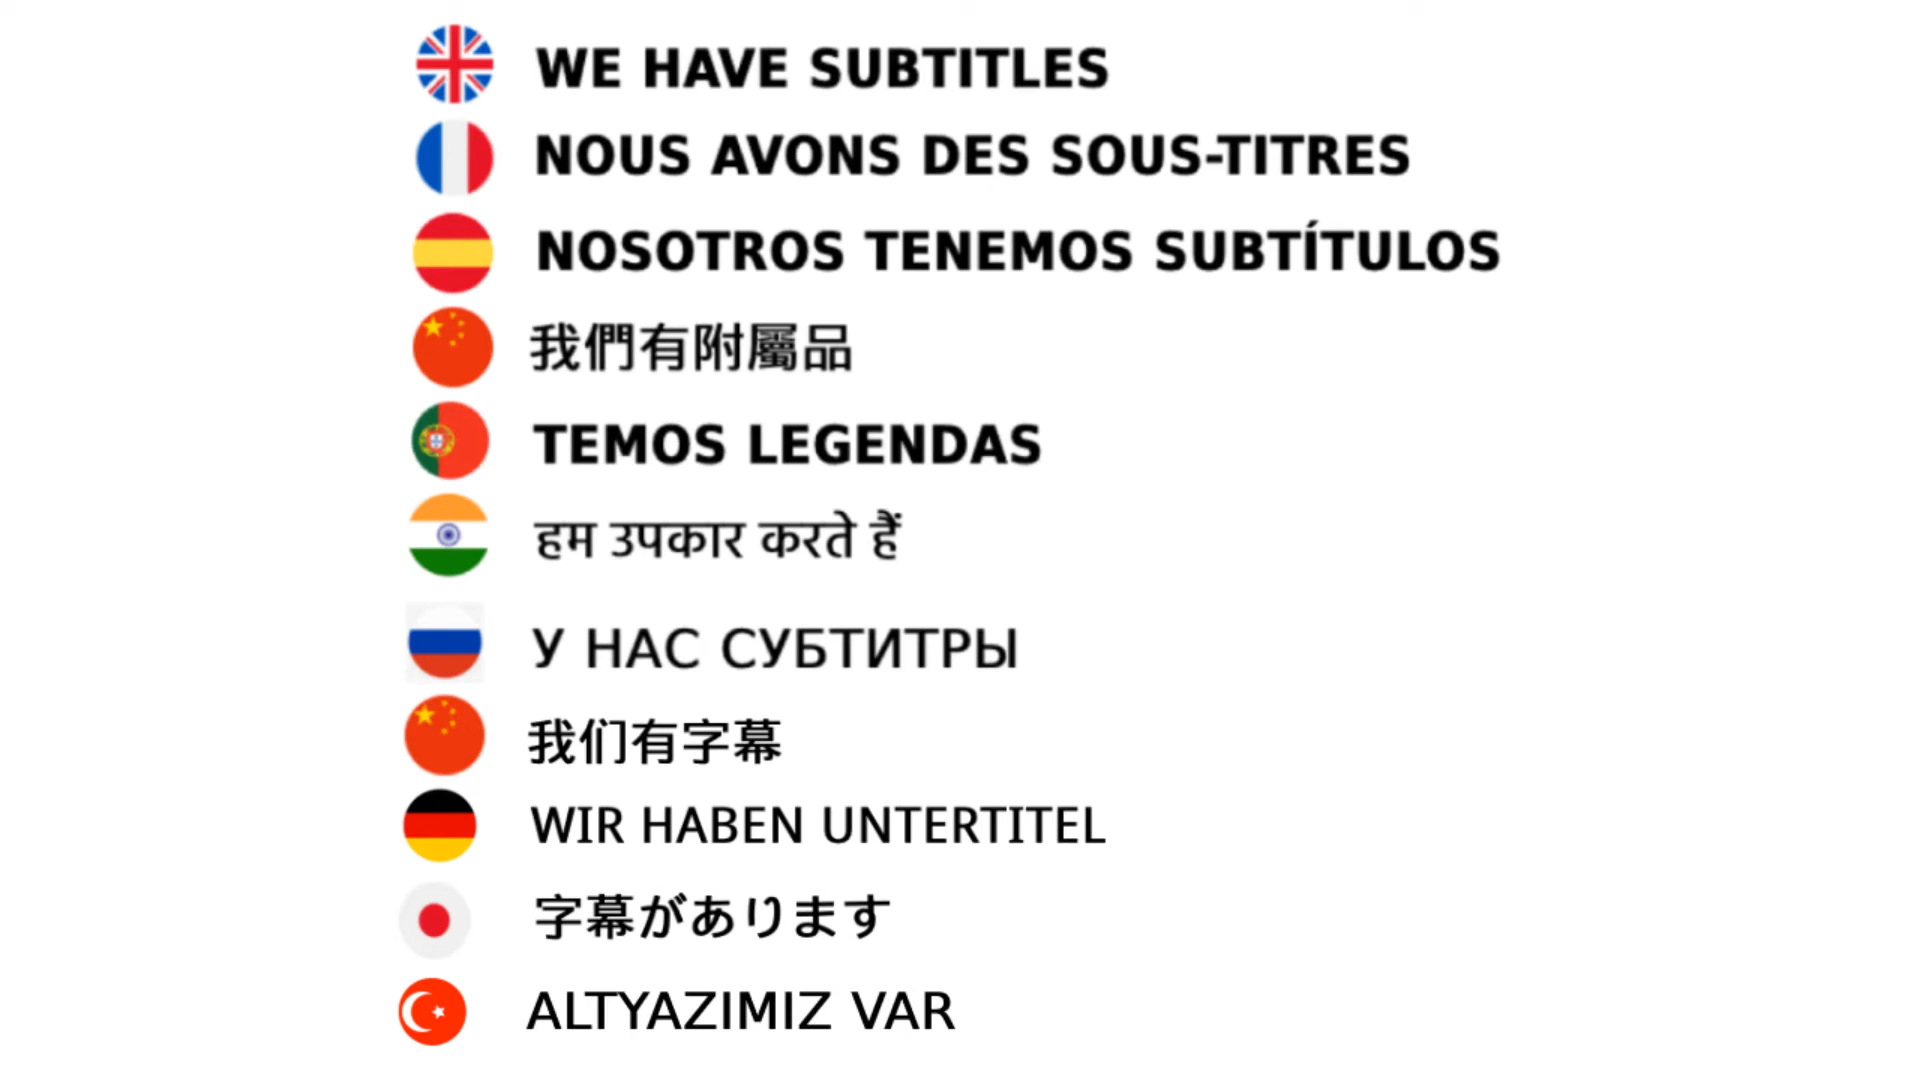 WE HAVE SUBTITLES
NOUS AVONS DES SOUS-TITRES
NOSOTROS TENEMOS SUBTÍTULOS
我們有附屬品
TEMOS LEGENDAS
हम उपकार करते हैं
У НАС СУБТИТРЫ
我们有字幕
WIR HABEN UNTERTITEL
字幕があります
ALTYAZIMIZ VAR